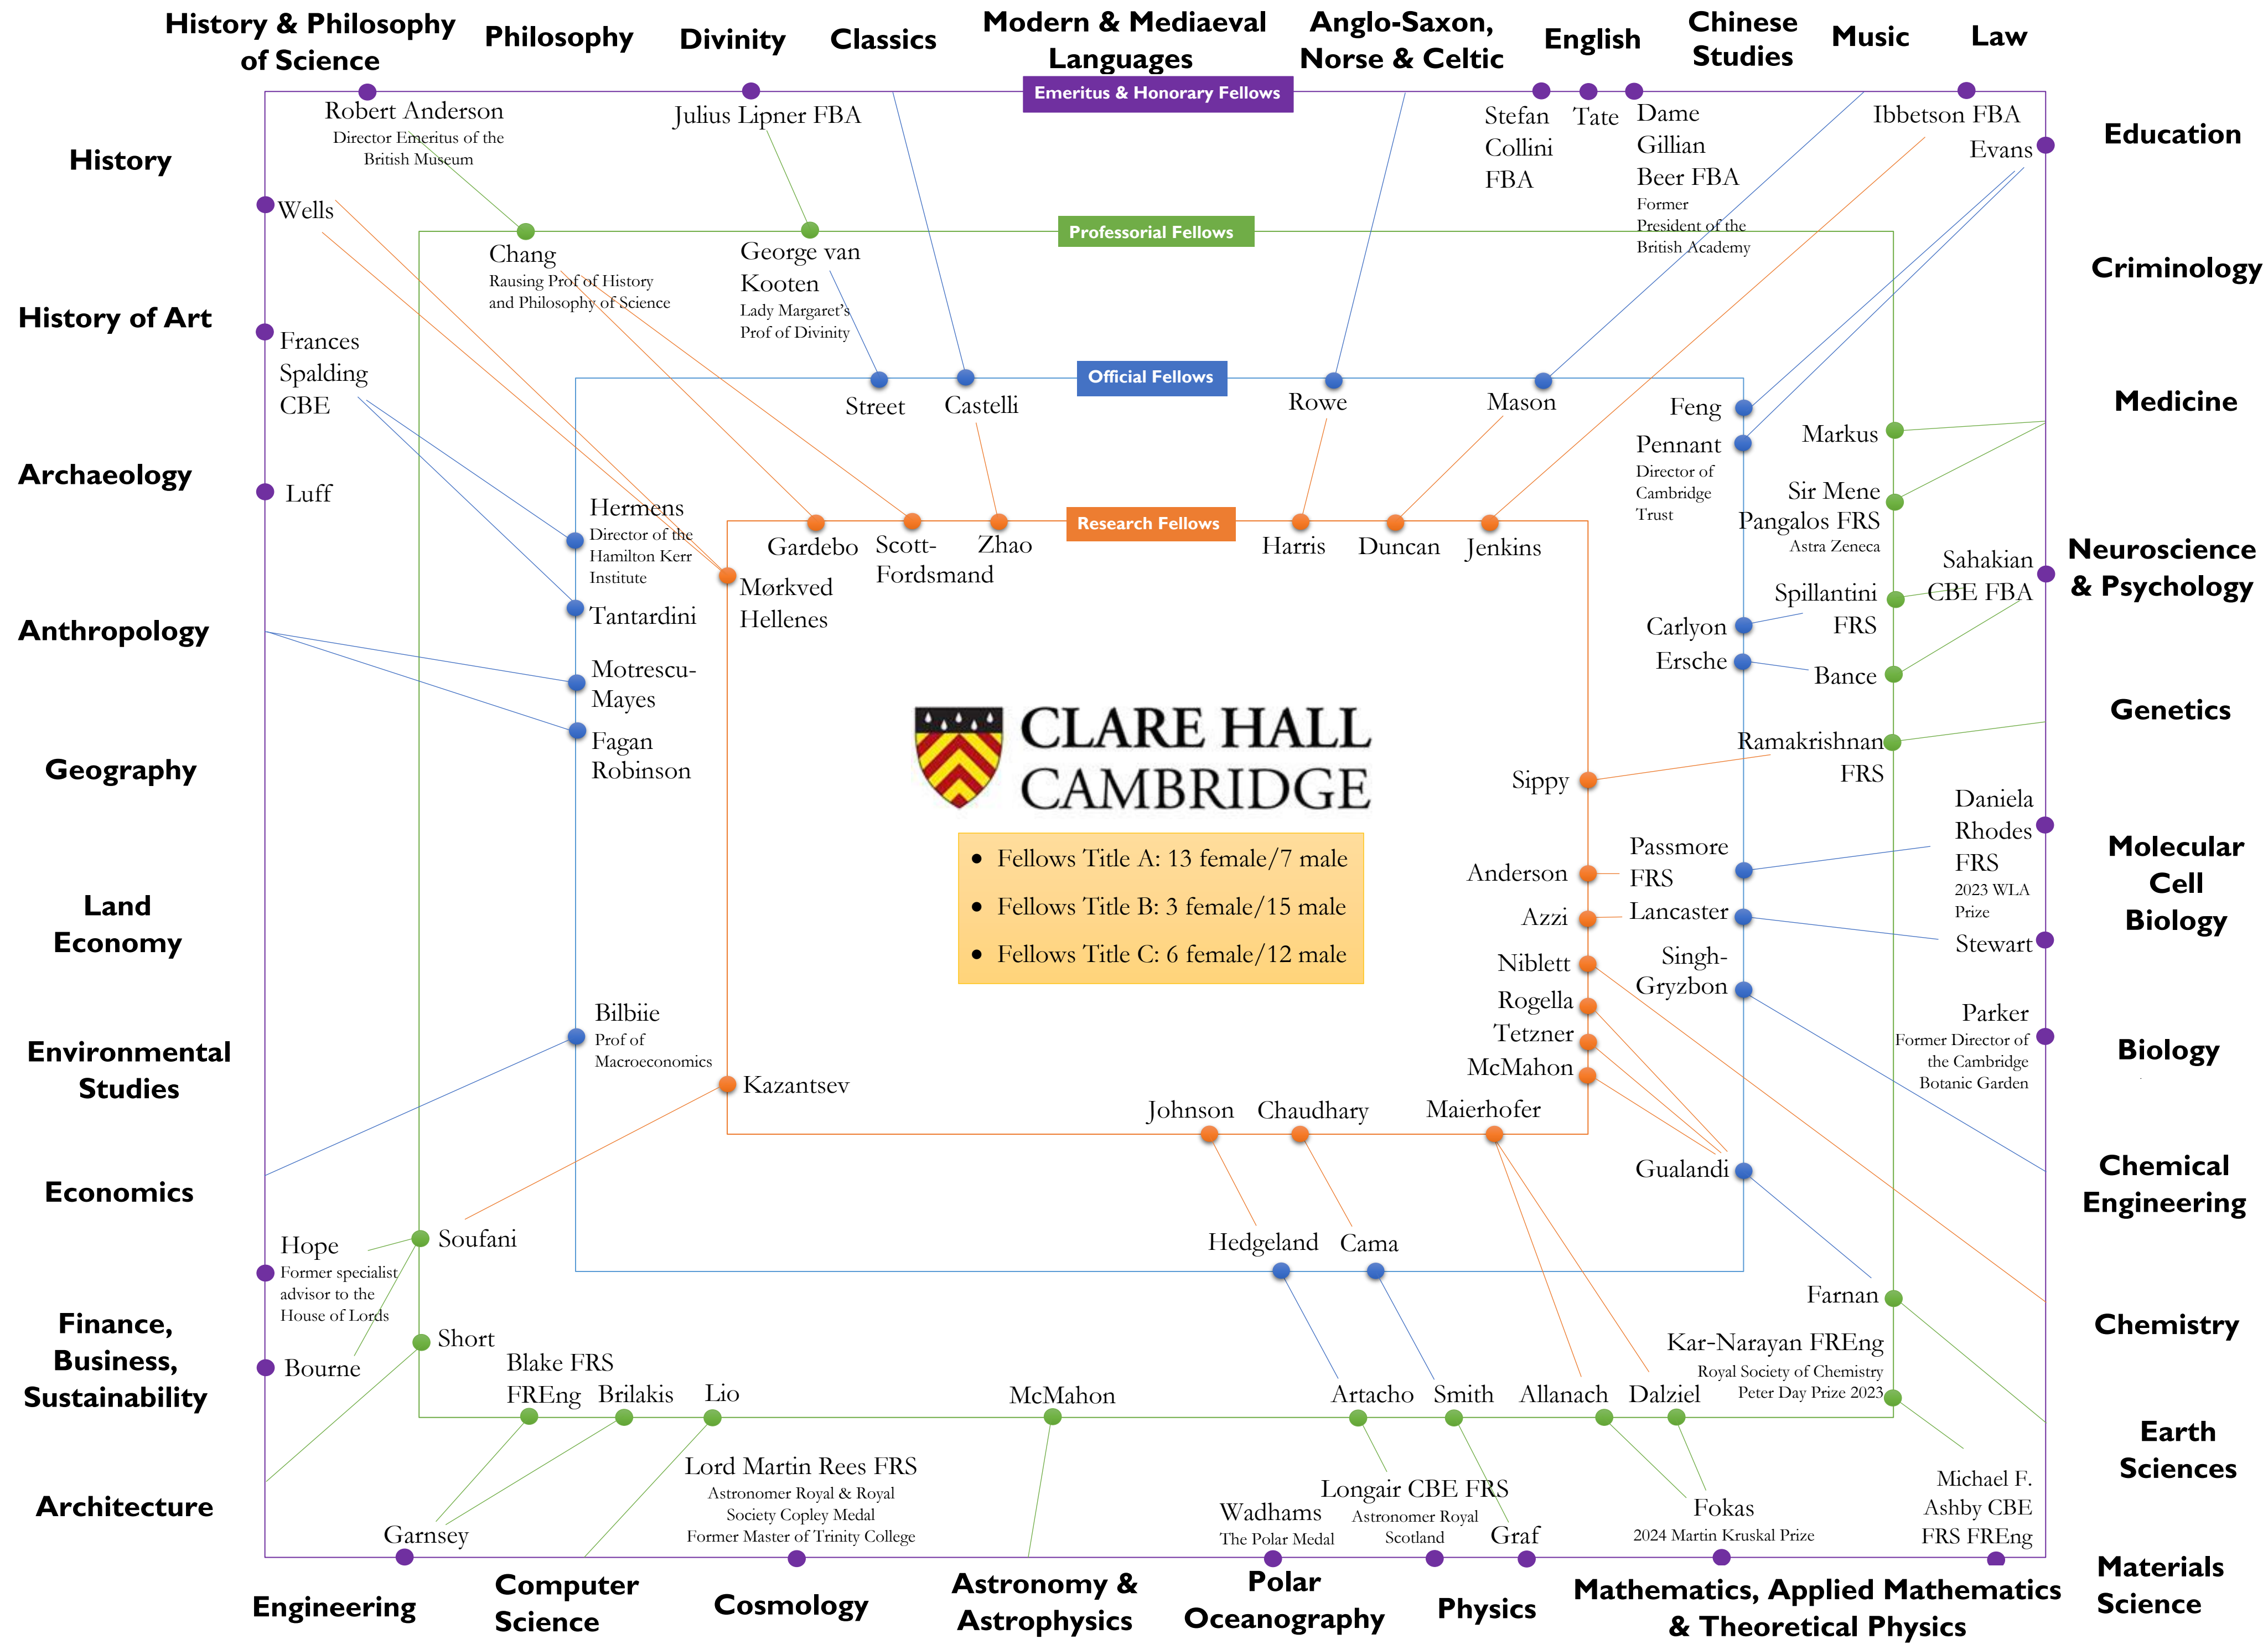 History & Philosophy
of Science
Philosophy
Divinity
Classics
Modern & Mediaeval
Languages
Anglo-Saxon,
Norse & Celtic
English
Chinese
Studies
Music
Law
Emeritus & Honorary Fellows
Robert Anderson
Director Emeritus of the
British Museum
Julius Lipner FBA
Stefan
Collini
FBA
Tate
Dame
Gillian
Beer FBA
Former
President of the
British Academy
Ibbetson FBA
Evans
Education
History
Wells
Professorial Fellows
Chang
Rausing Prof of History
and Philosophy of Science
George van
Kooten
Lady Margaret's
Prof of Divinity
Criminology
History of Art
Frances
Spalding
CBE
Official Fellows
Street
Castelli
Rowe
Mason
Feng
Pennant
Director of
Cambridge
Trust
Markus
Medicine
Sir Mene
Pangalos FRS
Astra Zeneca
Archaeology
Luff
Hermens
Director of the
Hamilton Kerr
Institute
Tantardini
Research Fellows
Gardebo
Scott-
Fordsmand
Zhao
Harris
Duncan
Jenkins
Mørkved
Hellenes
Sahakian
CBE FBA
Neuroscience
& Psychology
Spillantini
FRS
Carlyon
Ersche
Bance
Anthropology
Motrescu-
Mayes
Fagan
Robinson
Geography
CLARE HALL
CAMBRIDGE
Genetics
Ramakrishnan
FRS
Sippy
• Fellows Title A: 13 female/7 male
• Fellows Title B: 3 female/15 male
• Fellows Title C: 6 female/12 male
Daniela
Rhodes
FRS
2023 WLA
Prize
Stewart
Molecular
Cell
Biology
Passmore
FRS
Lancaster
Singh-
Gryzbon
Anderson
Azzi
Niblett
Rogella
Tetzner
McMahon
Land
Economy
Bilbiie
Prof of
Macroeconomics
Parker
Former Director of
the Cambridge
Botanic Garden
Biology
Environmental
Studies
Kazantsev
Johnson
Chaudhary
Maierhofer
Gualandi
Chemical
Engineering
Economics
Hope
Former specialist
advisor to the
House of Lords
Soufani
Hedgeland
Cama
Farnan
Chemistry
Finance,
Business,
Sustainability
Bourne
Short
Blake FRS
FREng
Brilakis
Lio
McMahon
Artacho
Smith
Allanach
Dalziel
Kar-Narayan FREng
Royal Society of Chemistry
Peter Day Prize 2023
Earth
Sciences
Architecture
Garnsey
Lord Martin Rees FRS
Astronomer Royal & Royal
Society Copley Medal
Former Master of Trinity College
Wadhams
The Polar Medal
Longair CBE FRS
Astronomer Royal
Scotland
Graf
Fokas
2024 Martin Kruskal Prize
Michael F.
Ashby CBE
FRS FREng
Engineering
Computer
Science
Cosmology
Astronomy &
Astrophysics
Polar
Oceanography
Physics
Mathematics, Applied Mathematics
& Theoretical Physics
Materials
Science